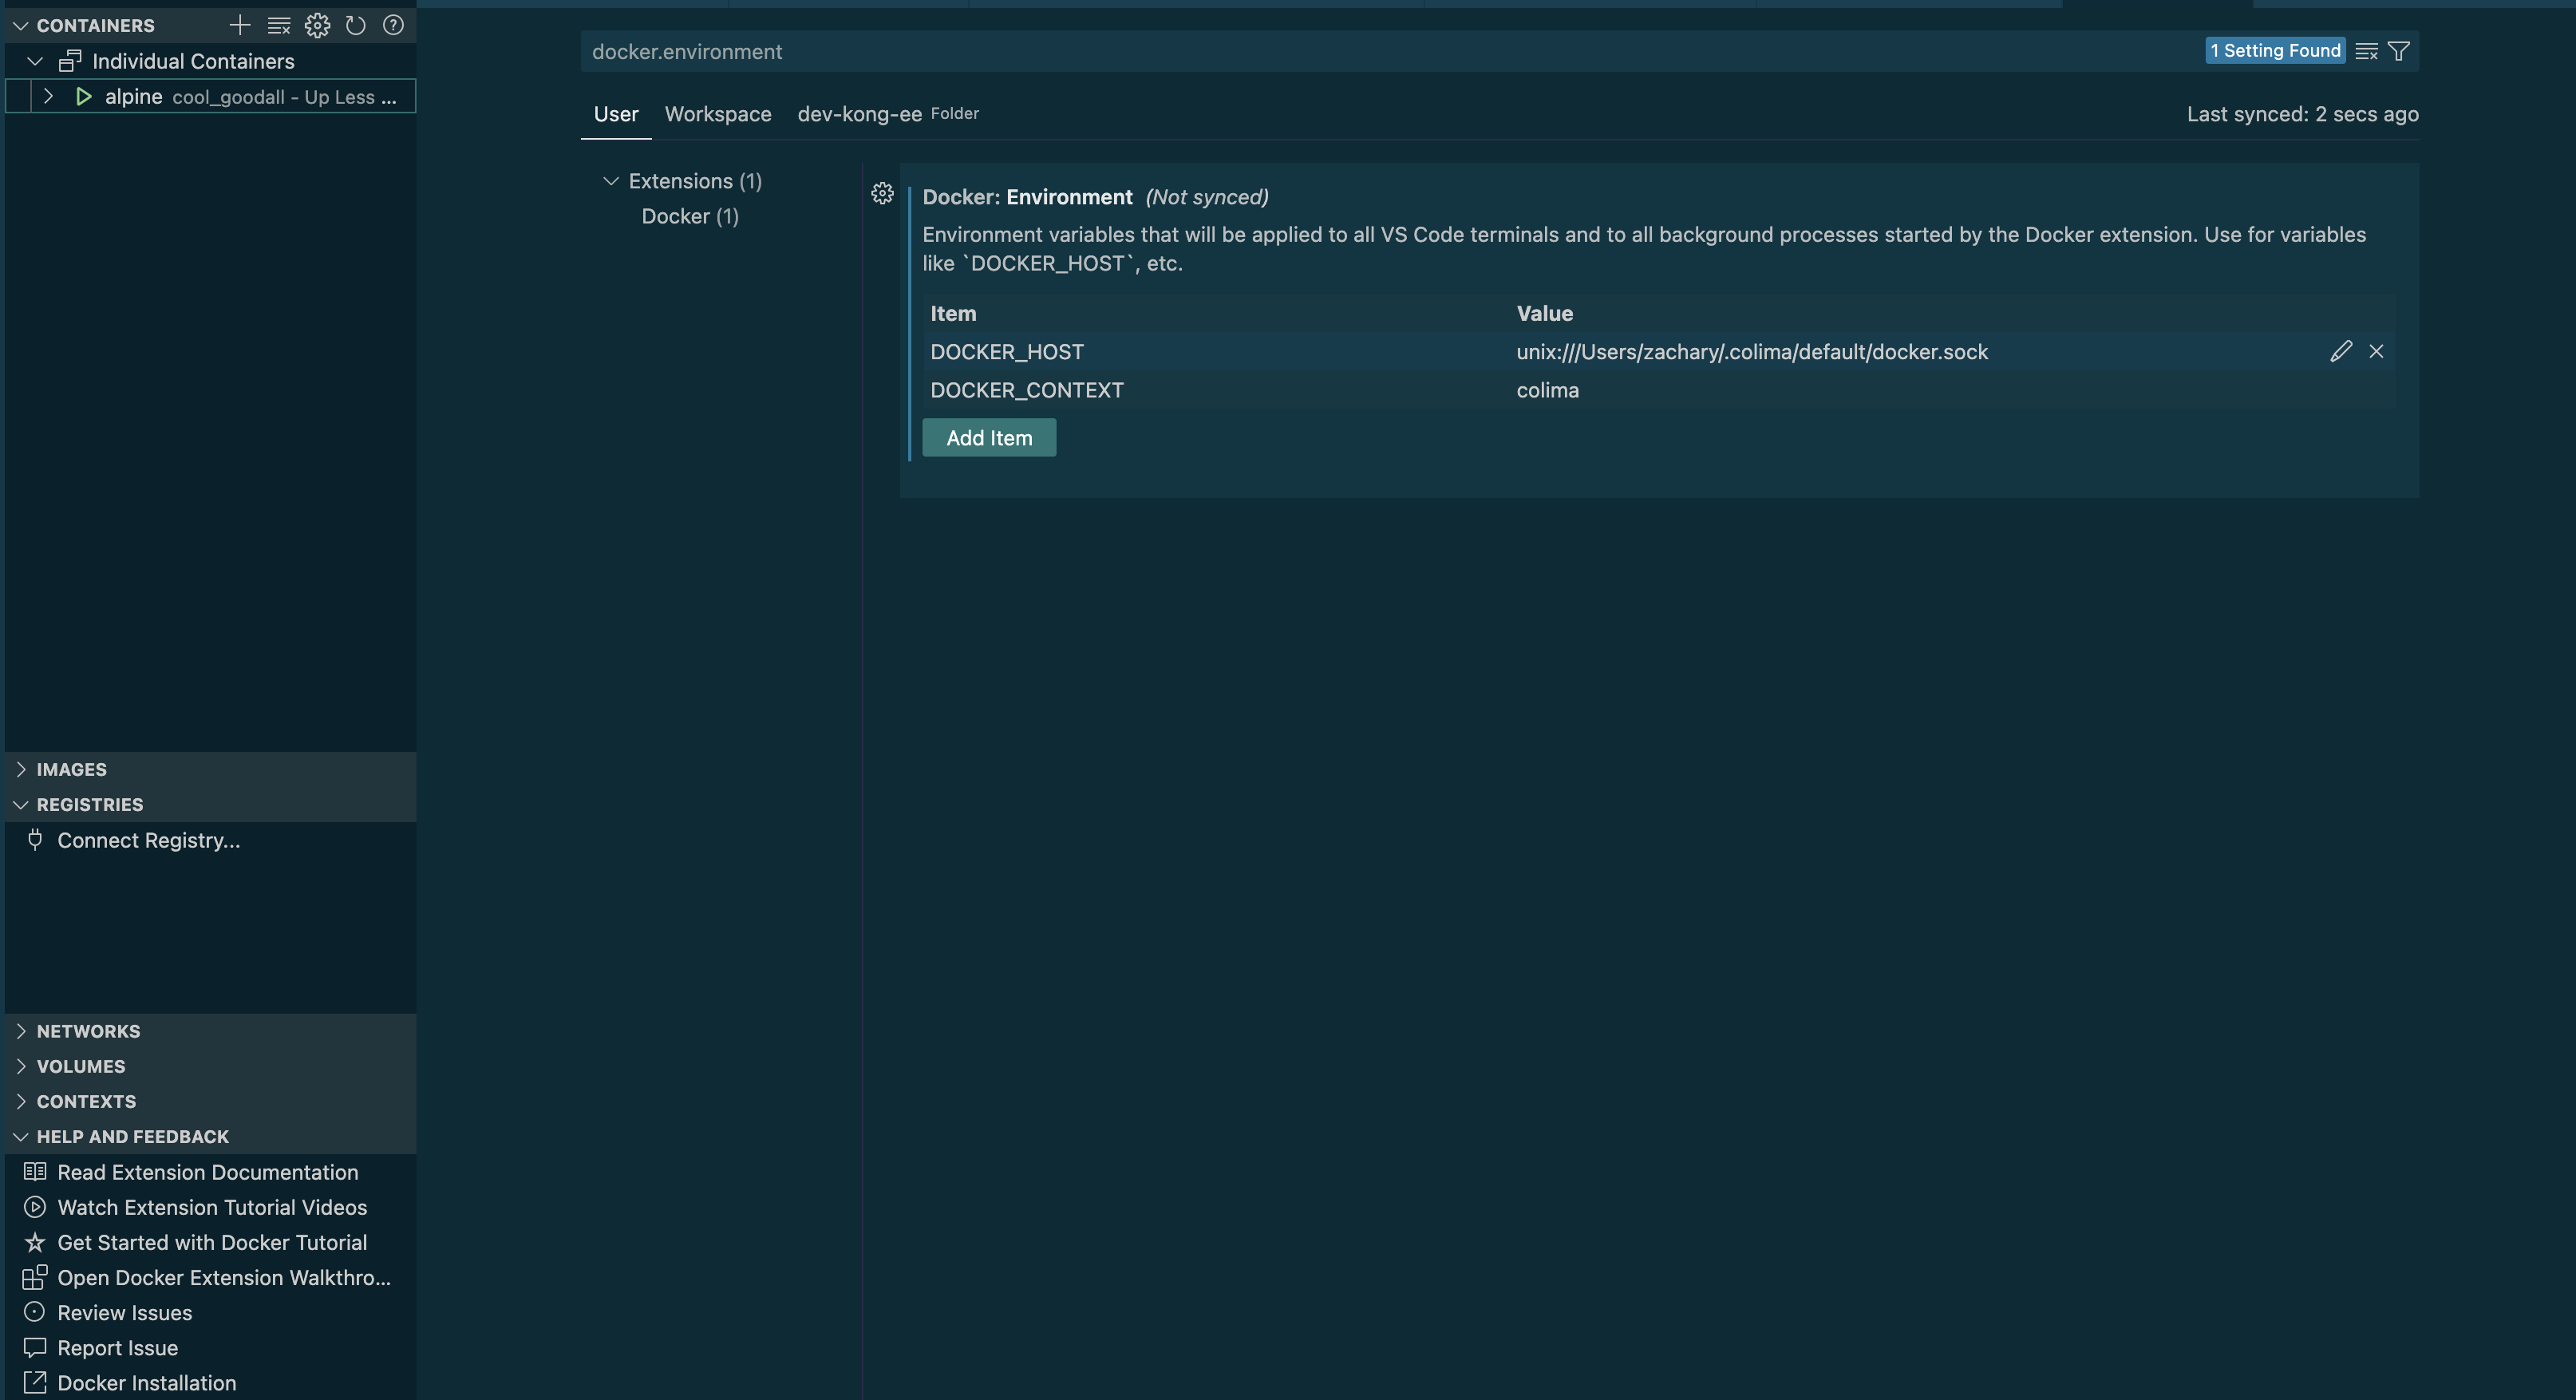 CONTAINERS
Individual Containers
alpine cool_goodall - Up Less ...
IMAGES
REGISTRIES
Connect Registry...
NETWORKS
VOLUMES
CONTEXTS
HELP AND FEEDBACK
Read Extension Documentation
Watch Extension Tutorial Videos
Get Started with Docker Tutorial
Open Docker Extension Walkthro...
Review Issues
Report Issue
Docker Installation
docker.environment
1 Setting Found
User Workspace dev-kong-ee Folder
Last synced: 2 secs ago
Extensions (1)
Docker (1)
Docker: Environment (Not synced)
Environment variables that will be applied to all VS Code terminals and to all background processes started by the Docker extension. Use for variables
like `DOCKER_HOST`, etc.
Item Value
DOCKER_HOST unix:///Users/zachary/.colima/default/docker.sock
DOCKER_CONTEXT colima
Add Item